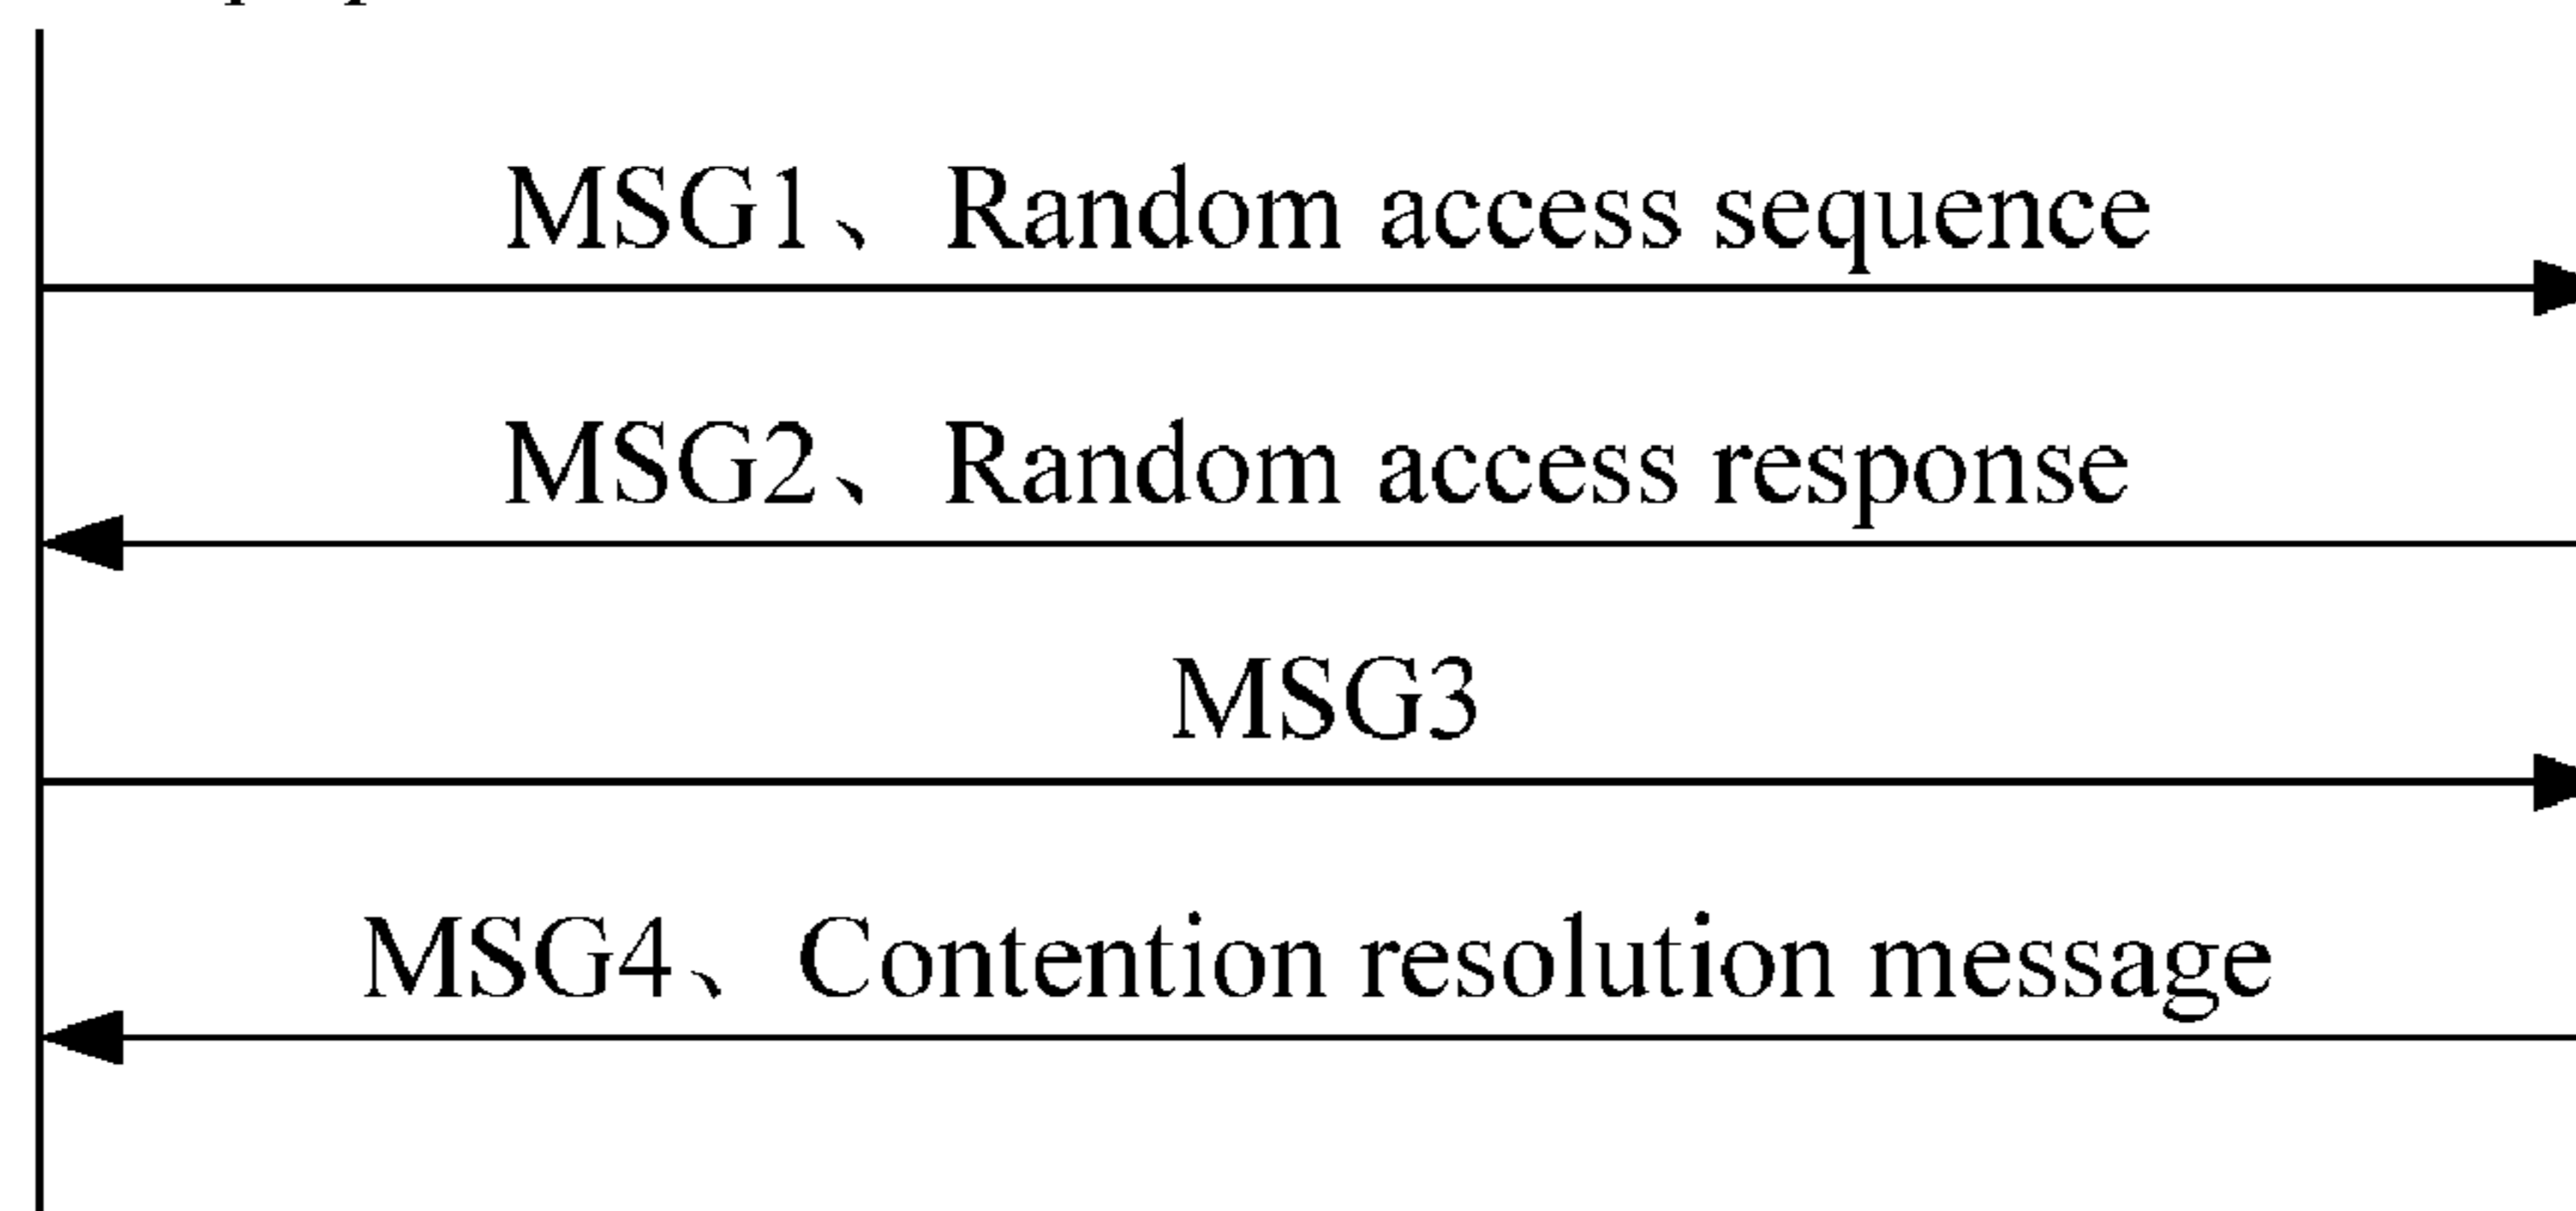 MSG1、Random access sequence
MSG2、Random access response
MSG3
MSG4、Contention resolution message